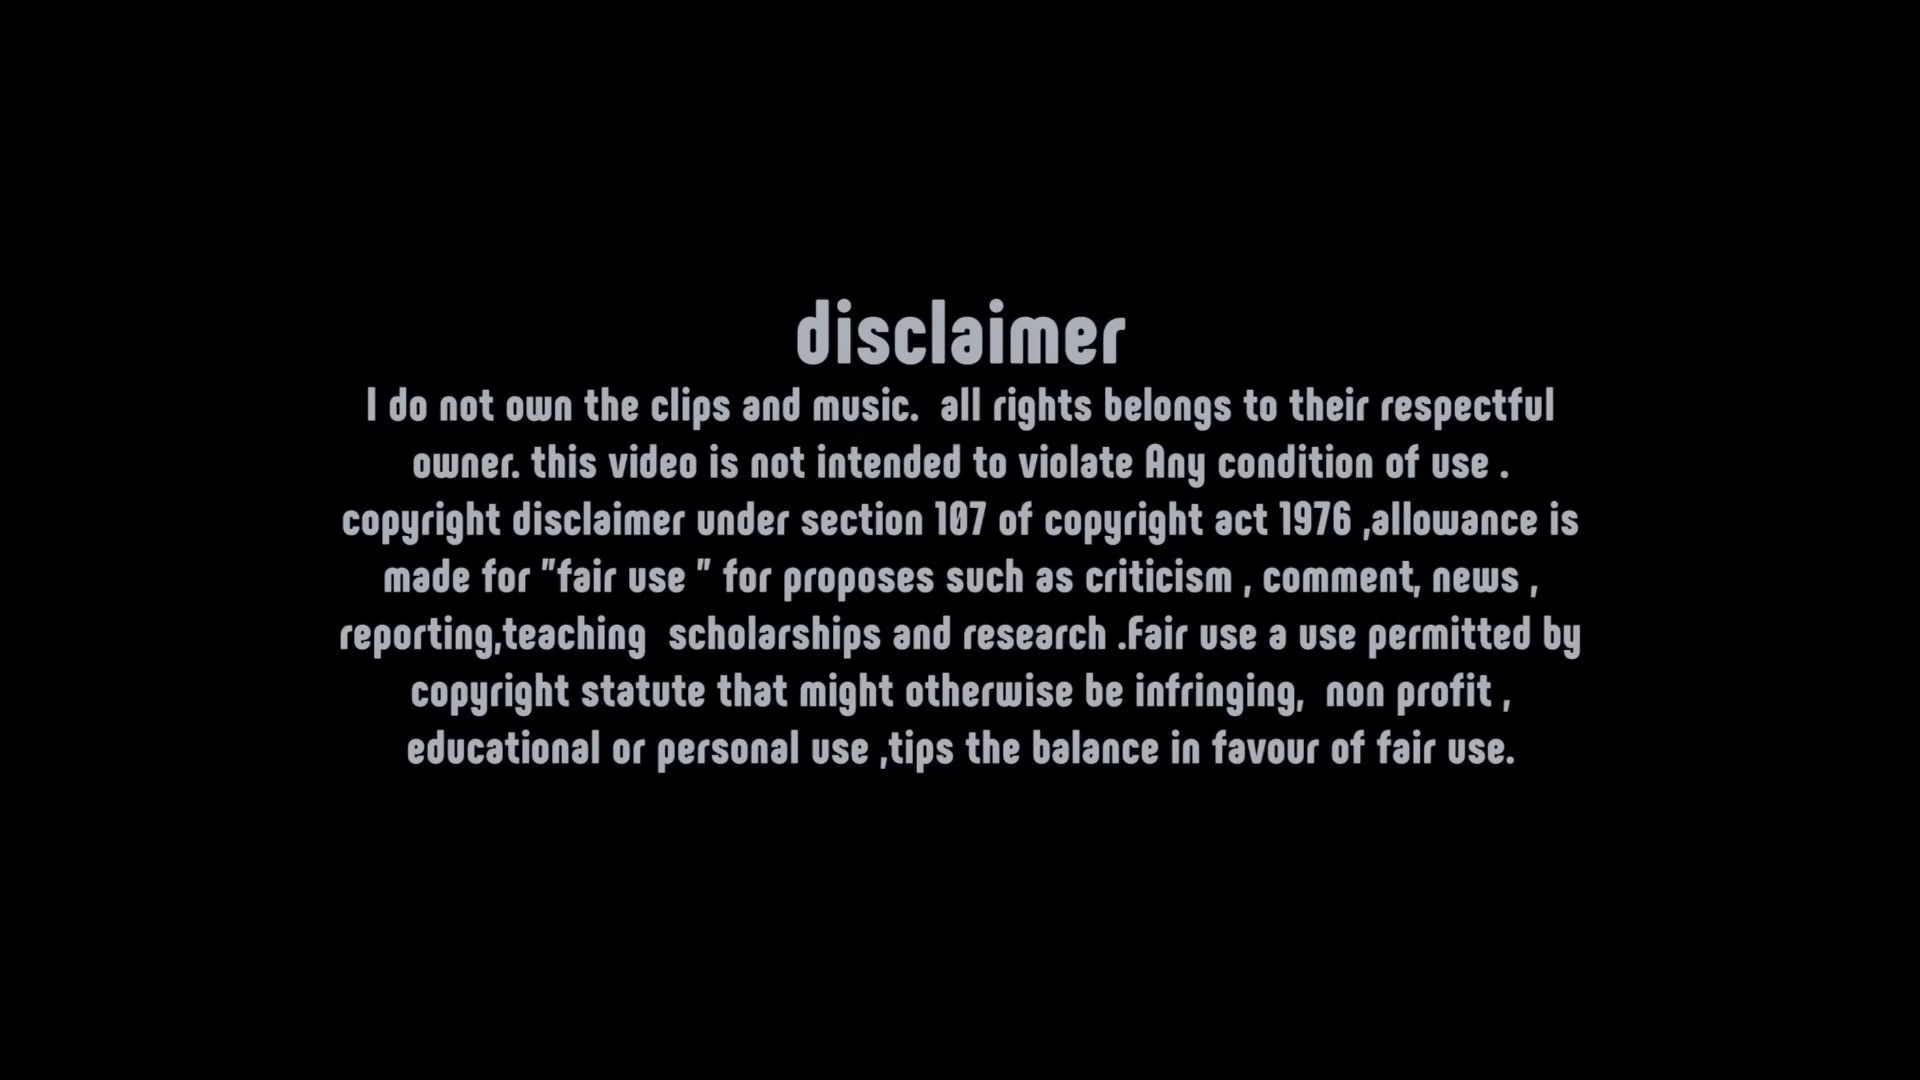 disclaimer
I do not own the clips and music.  all rights belongs to their respectful
owner. this video is not intended to violate Any condition of use .
copyright disclaimer under section 107 of copyright act 1976 ,allowance is
made for "fair use " for proposes such as criticism , comment, news ,
reporting,teaching  scholarships and research .Fair use a use permitted by
copyright statute that might otherwise be infringing,  non profit ,
educational or personal use ,tips the balance in favour of fair use.